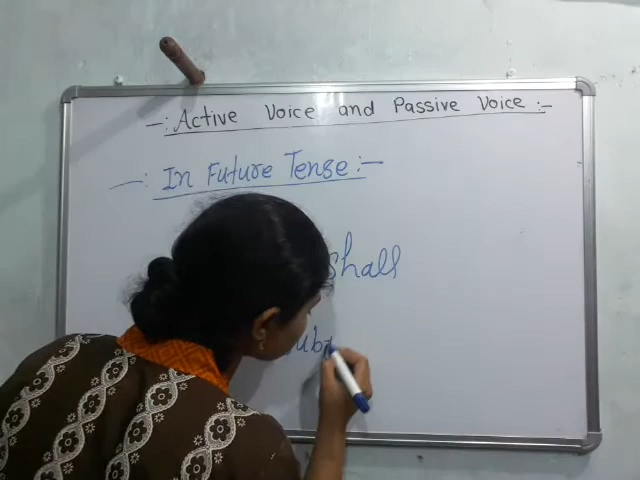 -: Active Voice and Passive Voice :-
-: In Future Tense :-
shall